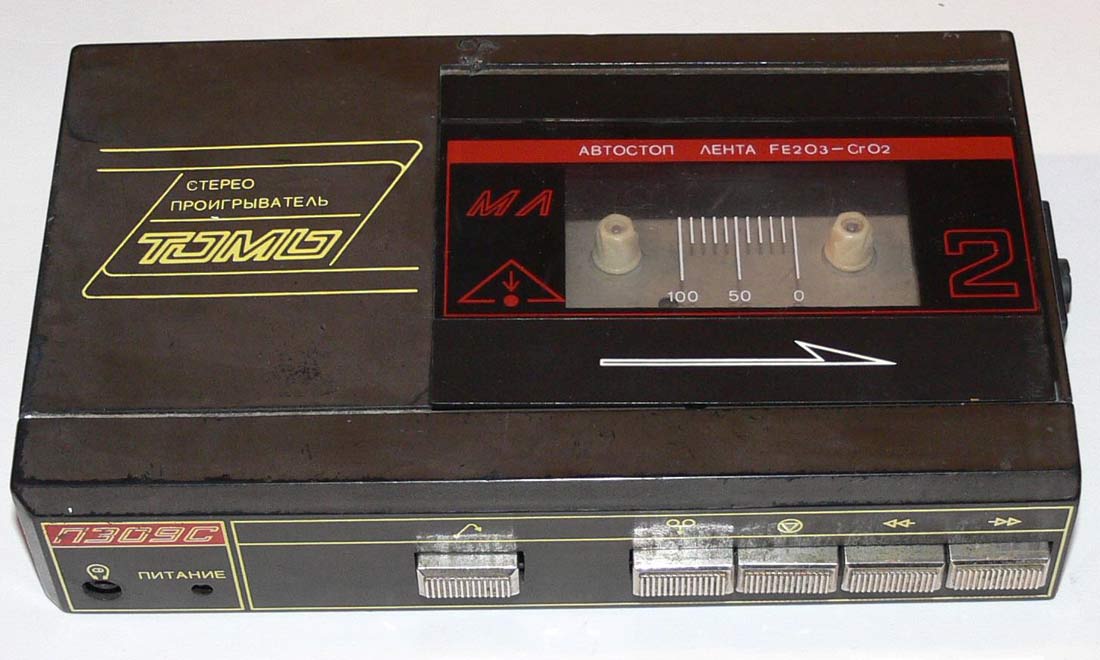 СТЕРЕО
ПРОИГРЫВАТЕЛЬ
ТОМЬ
АВТОСТОП ЛЕНТА FE2O3-CrO2
МЛ
2
100 50 0
П309С
ПИТАНИЕ